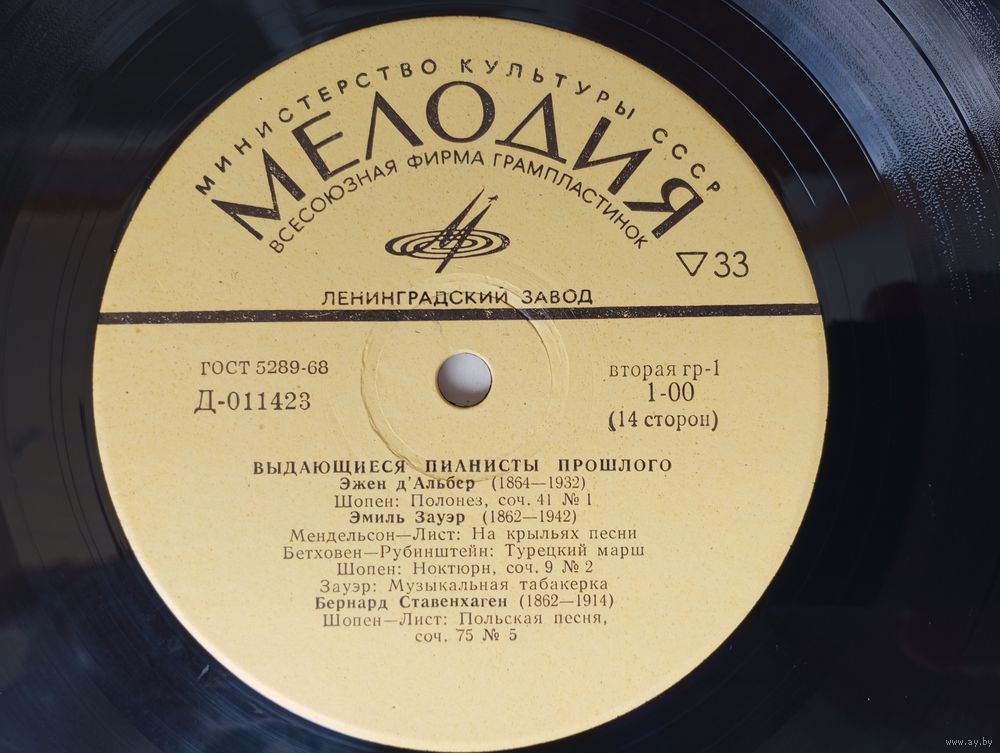 МИНИСТЕРСТВО КУЛЬТУРЫ СССР
МЕЛОДИЯ
ВСЕСОЮЗНАЯ ФИРМА ГРАМПЛАСТИНОК
▽33
ЛЕНИНГРАДСКИЙ ЗАВОД
ГОСТ 5289-68
Д-011423
вторая гр-1
1-00
(14 сторон)
ВЫДАЮЩИЕСЯ ПИАНИСТЫ ПРОШЛОГО
Эжен д'Альбер (1864—1932)
Шопен: Полонез, соч. 41 № 1
Эмиль Зауэр (1862—1942)
Мендельсон—Лист: На крыльях песни
Бетховен—Рубинштейн: Турецкий марш
Шопен: Ноктюрн, соч. 9 № 2
Зауэр: Музыкальная табакерка
Бернард Ставенхаген (1862—1914)
Шопен—Лист: Польская песня,
соч. 75 № 5
www.ay.by